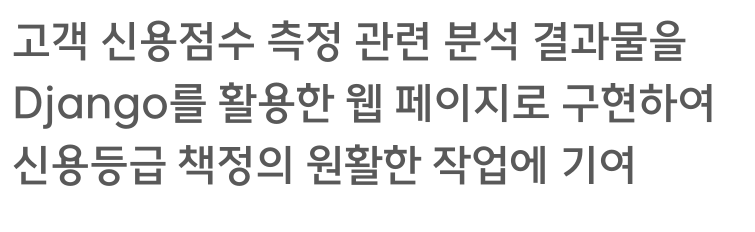 고객 신용점수 측정 관련 분석 결과물을
Django를 활용한 웹 페이지로 구현하여
신용등급 책정의 원활한 작업에 기여